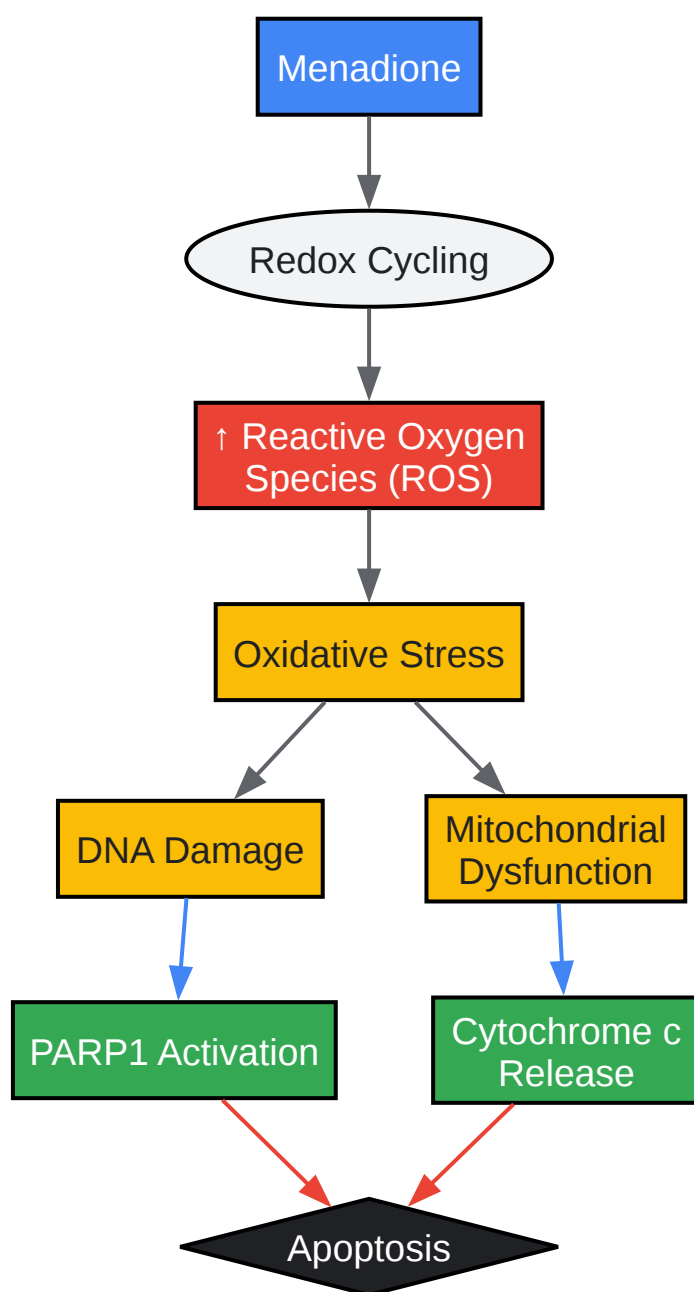 Menadione
Redox Cycling
↑ Reactive Oxygen
Species (ROS)
Oxidative Stress
DNA Damage
Mitochondrial
Dysfunction
PARP1 Activation
Cytochrome c
Release
Apoptosis